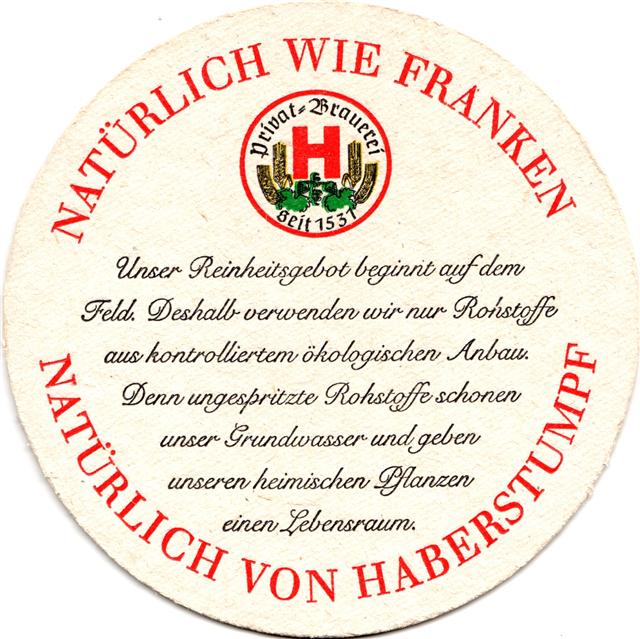 NATÜRLICH WIE FRANKEN
Privat-Brauerei
H
seit 1531
Unser Reinheitsgebot beginnt auf dem
Feld. Deshalb verwenden wir nur Rohstoffe
aus kontrolliertem ökologischen Anbau.
Denn ungespritzte Rohstoffe schonen
unser Grundwasser und geben
unseren heimischen Pflanzen
einen Lebensraum.
NATÜRLICH VON HABERSTUMPF